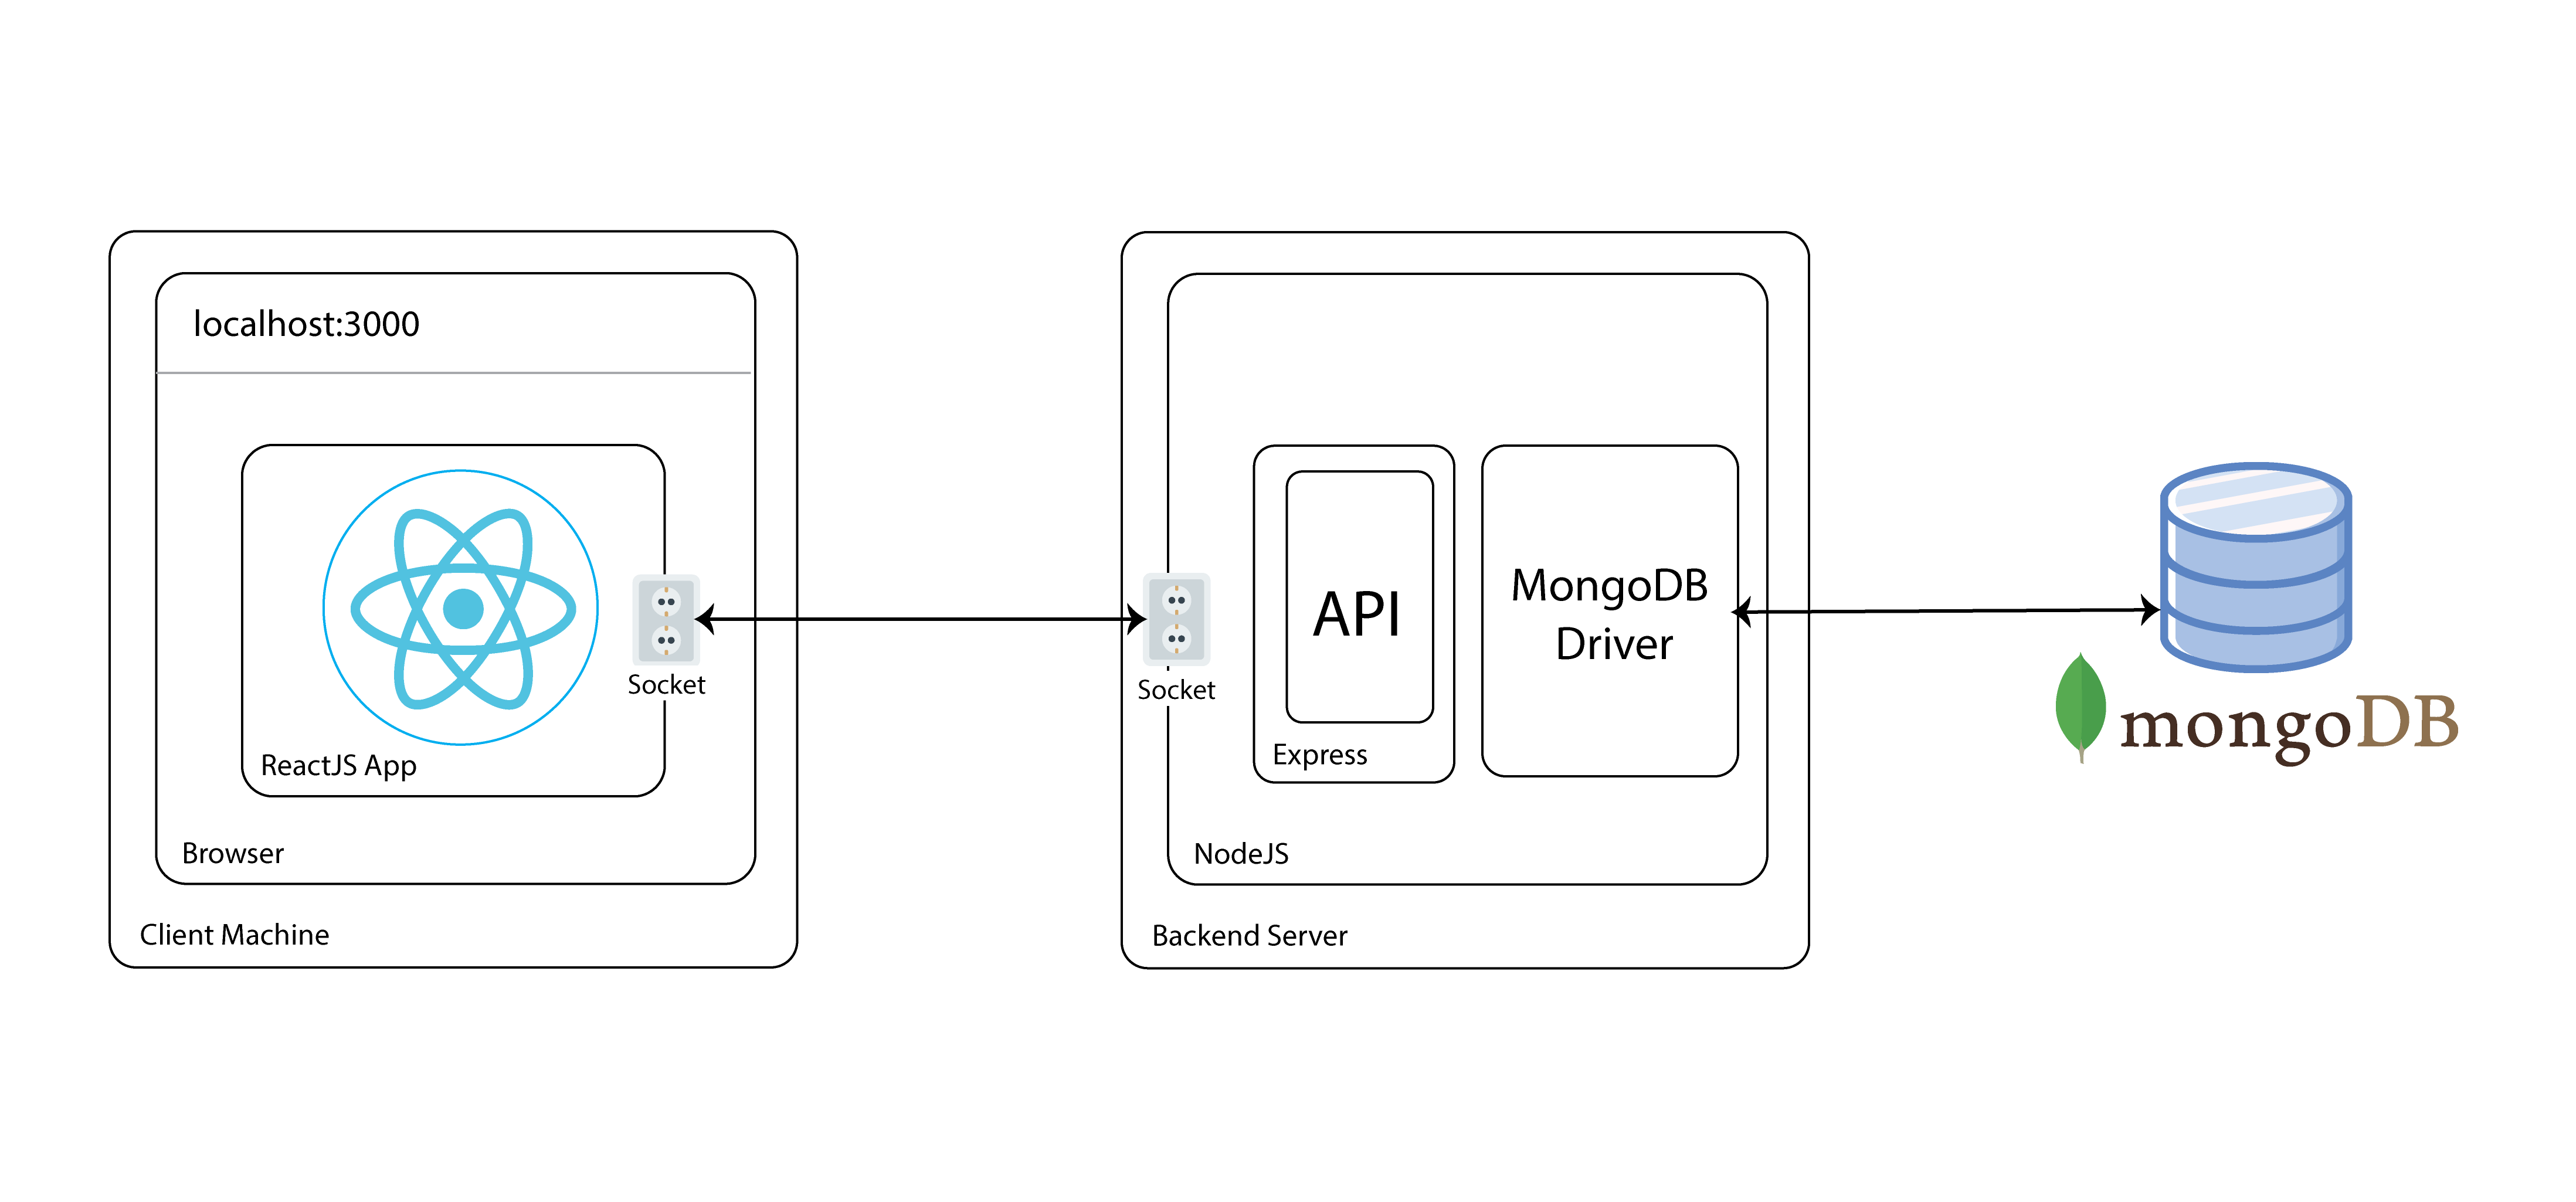 localhost:3000
Socket
ReactJS App
Browser
Client Machine
Socket
API
Express
MongoDB
Driver
NodeJS
Backend Server
mongoDB